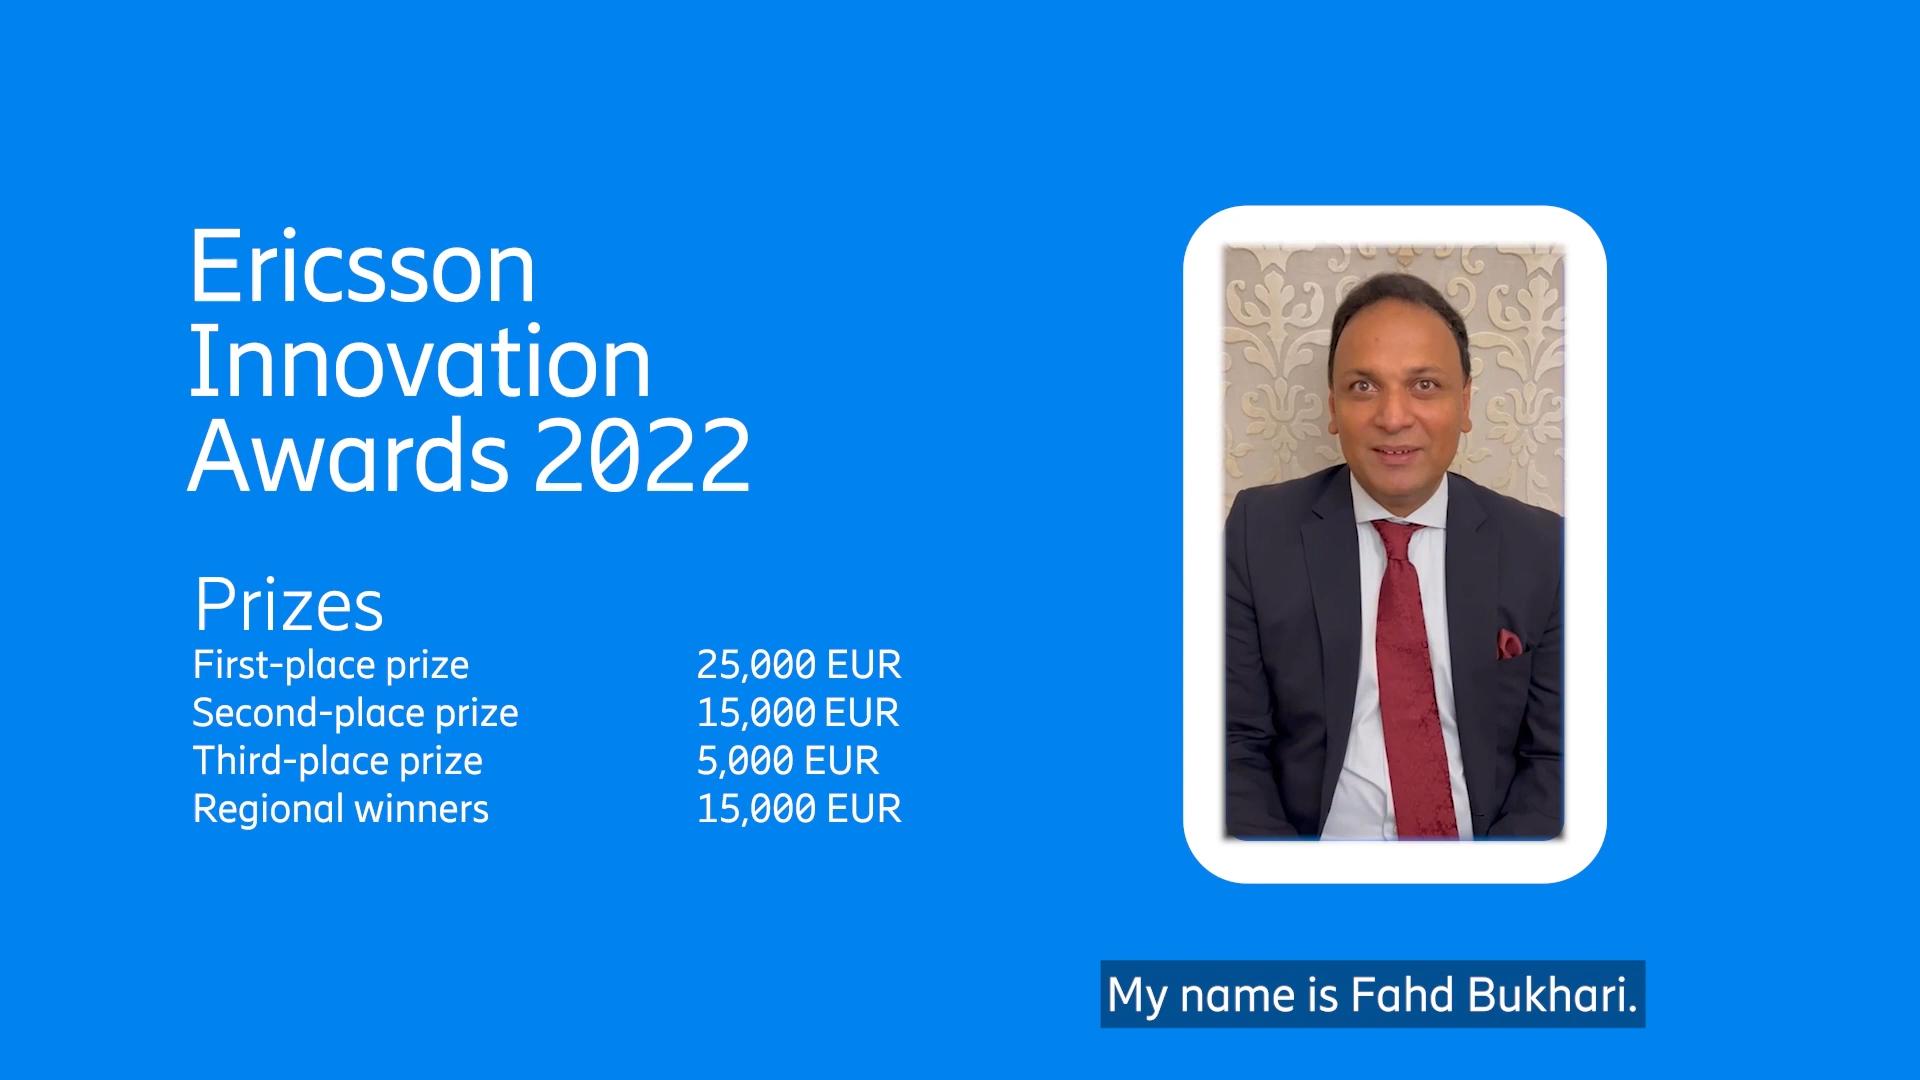 Ericsson
Innovation
Awards 2022
Prizes
First-place prize 25,000 EUR
Second-place prize 15,000 EUR
Third-place prize 5,000 EUR
Regional winners 15,000 EUR
My name is Fahd Bukhari.